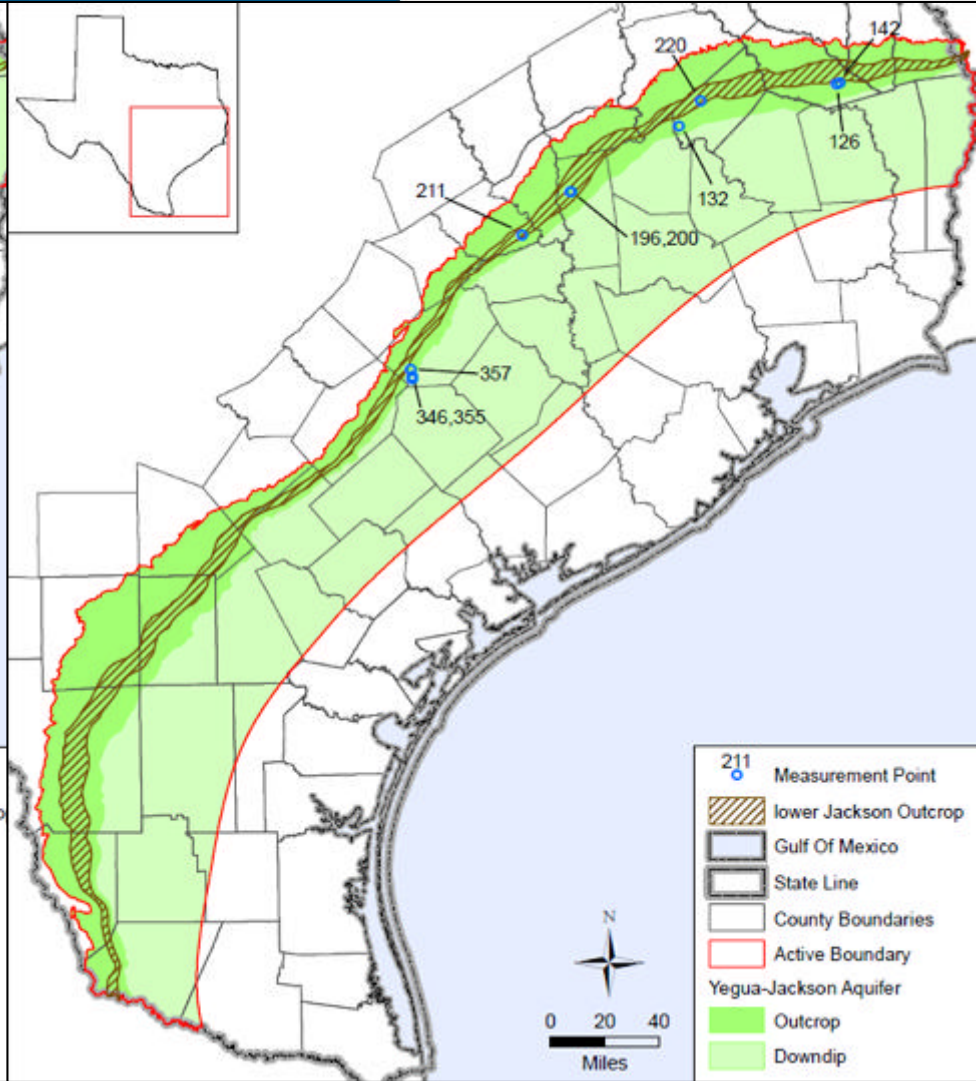 142
220
126
132
211
196,200
357
346,355
211
Measurement Point
lower Jackson Outcrop
Gulf Of Mexico
State Line
County Boundaries
Active Boundary
Yegua-Jackson Aquifer
Outcrop
Downdip
N
0 20 40
Miles